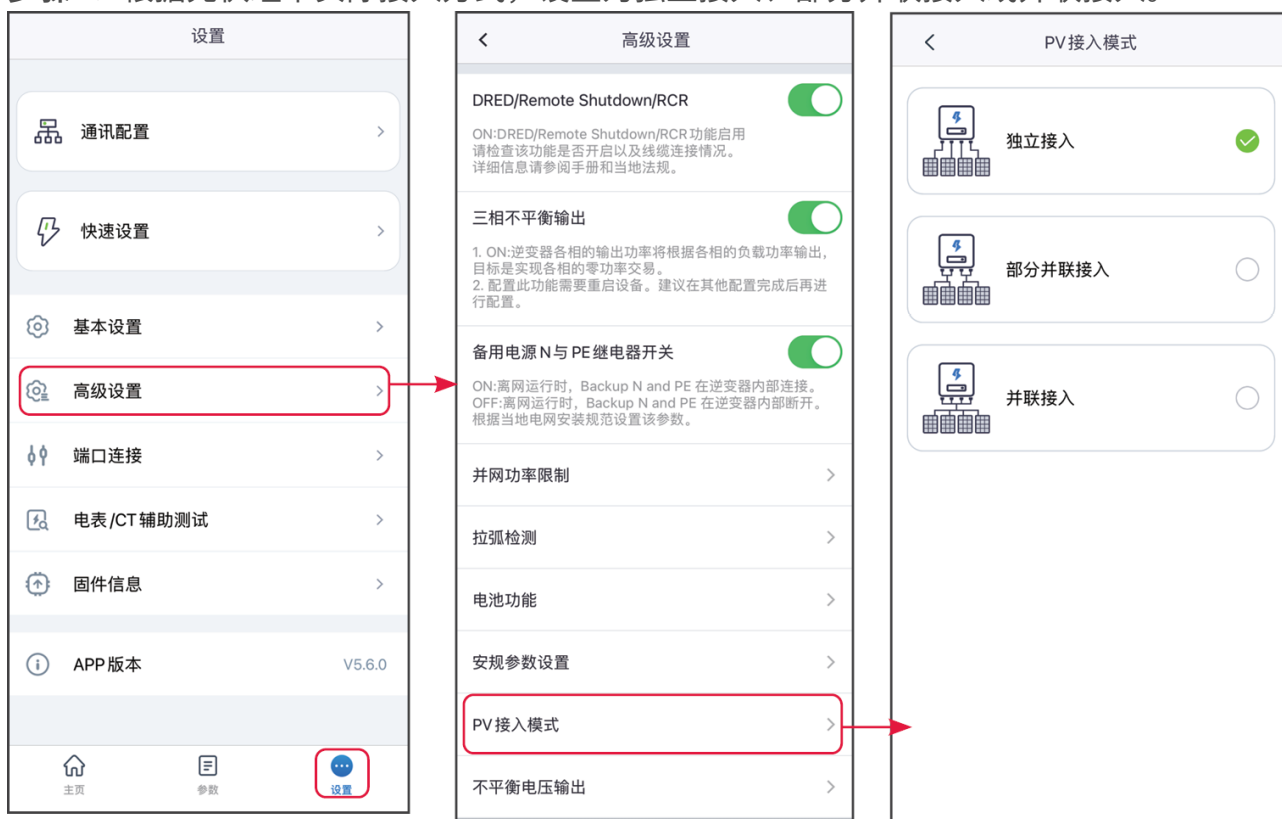 设置
通讯配置
快速设置
基本设置
高级设置
端口连接
电表/CT辅助测试
固件信息
APP版本 V5.6.0
主页 参数 设置
高级设置
DRED/Remote Shutdown/RCR
ON:DRED/Remote Shutdown/RCR功能启用
请检查该功能是否开启以及线缆连接情况。
详细信息请参阅手册和当地法规。
三相不平衡输出
1. ON:逆变器各相的输出功率将根据各相的负载功率输出,
目标是实现各相的零功率交易。
2. 配置此功能需要重启设备。建议在其他配置完成后再进
行配置。
备用电源N与PE继电器开关
ON:离网运行时，Backup N and PE 在逆变器内部连接。
OFF:离网运行时，Backup N and PE 在逆变器内部断开。
根据当地电网安装规范设置该参数。
并网功率限制
拉弧检测
电池功能
安规参数设置
PV接入模式
不平衡电压输出
PV接入模式
独立接入
部分并联接入
并联接入